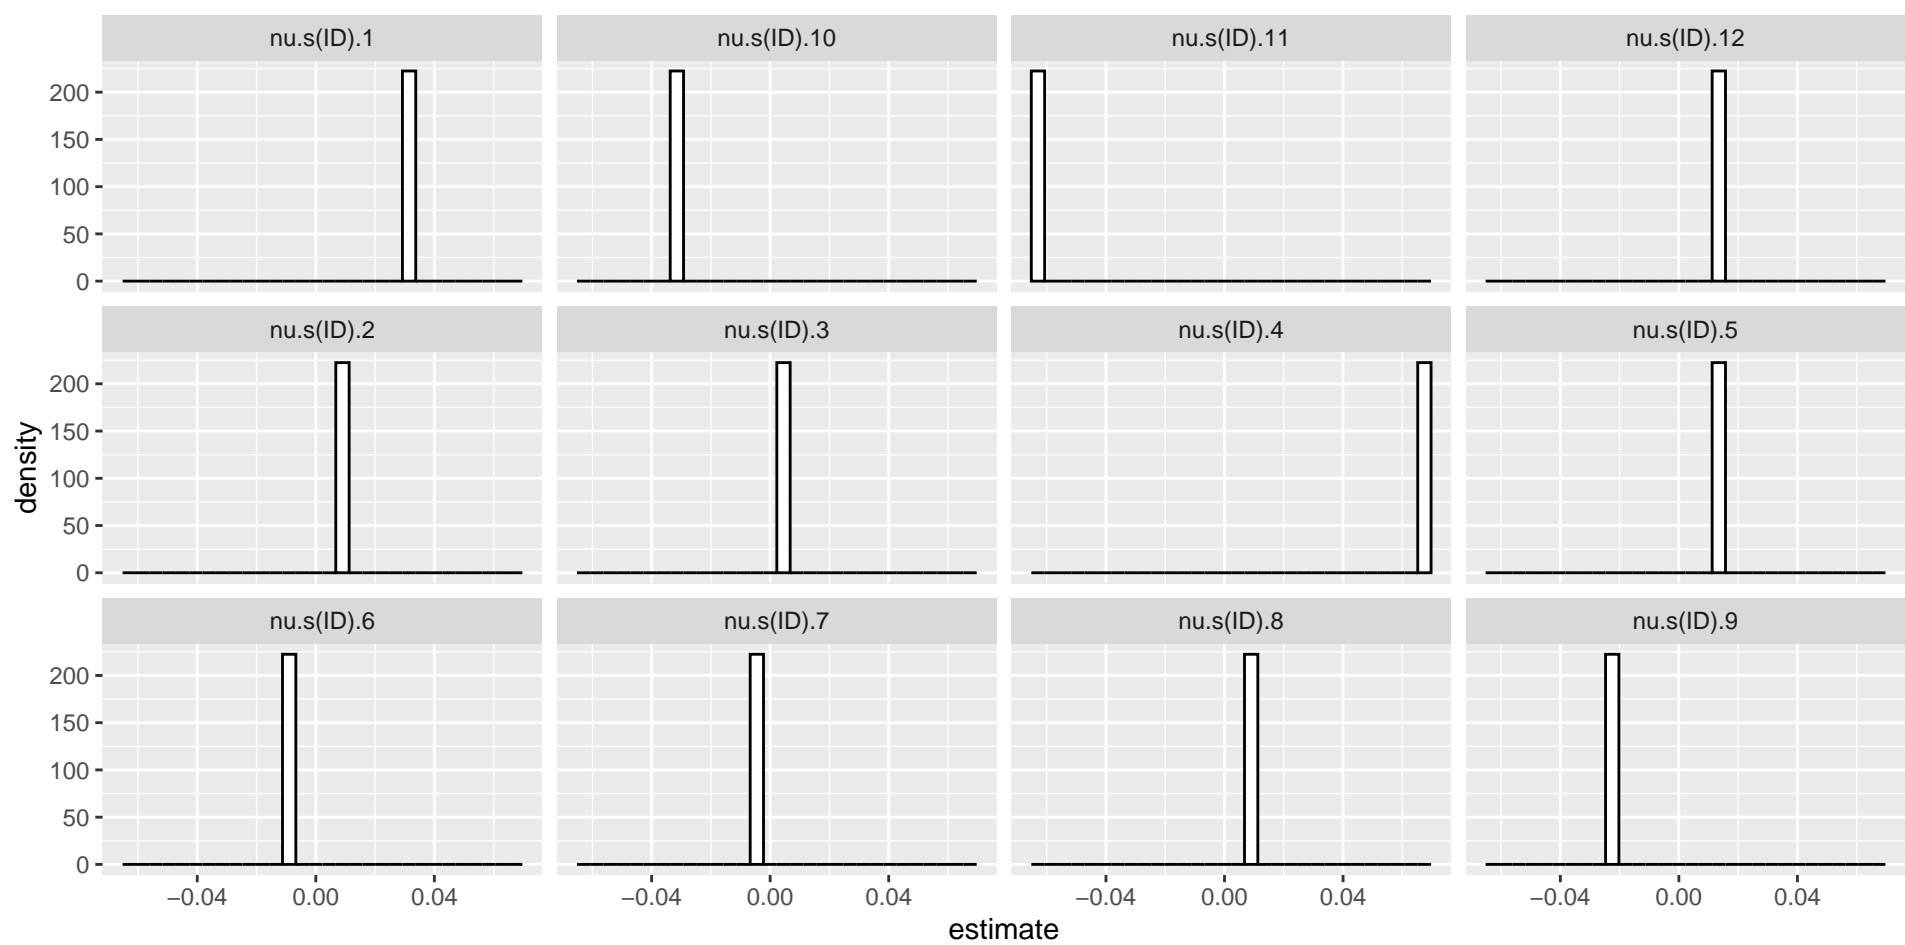 nu.s(ID).1 nu.s(ID).10 nu.s(ID).11 nu.s(ID).12
200
150
100
50
0
nu.s(ID).2 nu.s(ID).3 nu.s(ID).4 nu.s(ID).5
200
150
100
50
0
density
nu.s(ID).6 nu.s(ID).7 nu.s(ID).8 nu.s(ID).9
200
150
100
50
0
−0.04 0.00 0.04 −0.04 0.00 0.04 −0.04 0.00 0.04 −0.04 0.00 0.04
estimate